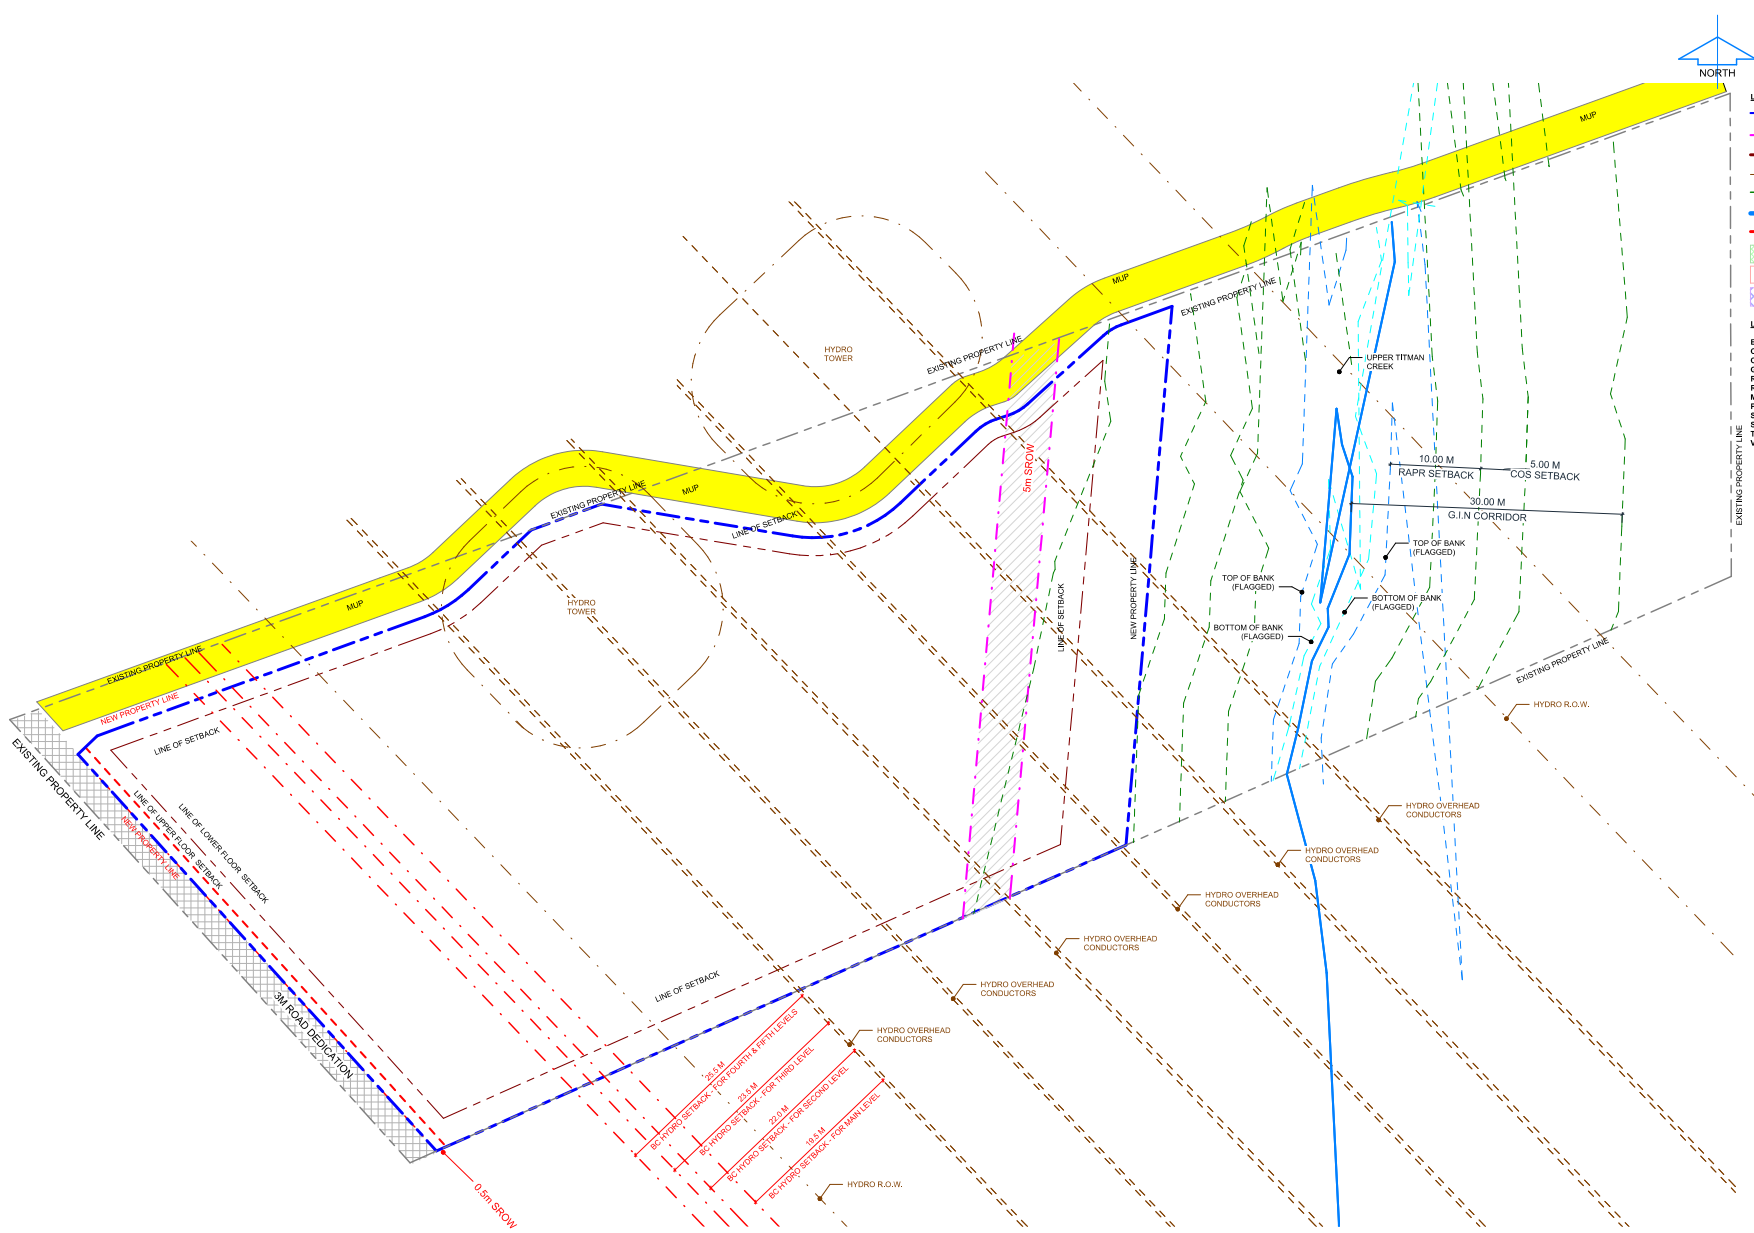 NORTH
MUP
MUP
EXISTING PROPERTY LINE
EXISTING PROPERTY LINE
HYDRO
TOWER
UPPER TITMAN
CREEK
EXISTING PROPERTY LINE
10.00 M
RAPR SETBACK
5.00 M
COS SETBACK
5m SROW
MUP
EXISTING PROPERTY LINE
30.00 M
G.I.N CORRIDOR
LINE OF SETBACK
TOP OF BANK
(FLAGGED)
TOP OF BANK
(FLAGGED)
BOTTOM OF BANK
(FLAGGED)
BOTTOM OF BANK
(FLAGGED)
HYDRO
TOWER
MUP
LINE OF SETBACK
NEW PROPERTY LINE
EXISTING PROPERTY LINE
EXISTING PROPERTY LINE
NEW PROPERTY LINE
HYDRO R.O.W.
LINE OF SETBACK
EXISTING PROPERTY LINE
LINE OF LOWER FLOOR SETBACK
LINE OF UPPER FLOOR SETBACK
NEW PROPERTY LINE
HYDRO OVERHEAD
CONDUCTORS
HYDRO OVERHEAD
CONDUCTORS
HYDRO OVERHEAD
CONDUCTORS
HYDRO OVERHEAD
CONDUCTORS
HYDRO OVERHEAD
CONDUCTORS
HYDRO OVERHEAD
CONDUCTORS
LINE OF SETBACK
3M ROAD DEDICATION
25.5 M
BC HYDRO SETBACK - FOR FOURTH & FIFTH LEVELS
23.5 M
BC HYDRO SETBACK - FOR THIRD LEVEL
22.0 M
BC HYDRO SETBACK - FOR SECOND LEVEL
19.5 M
BC HYDRO SETBACK - FOR MAIN LEVEL
HYDRO R.O.W.
0.5m SROW